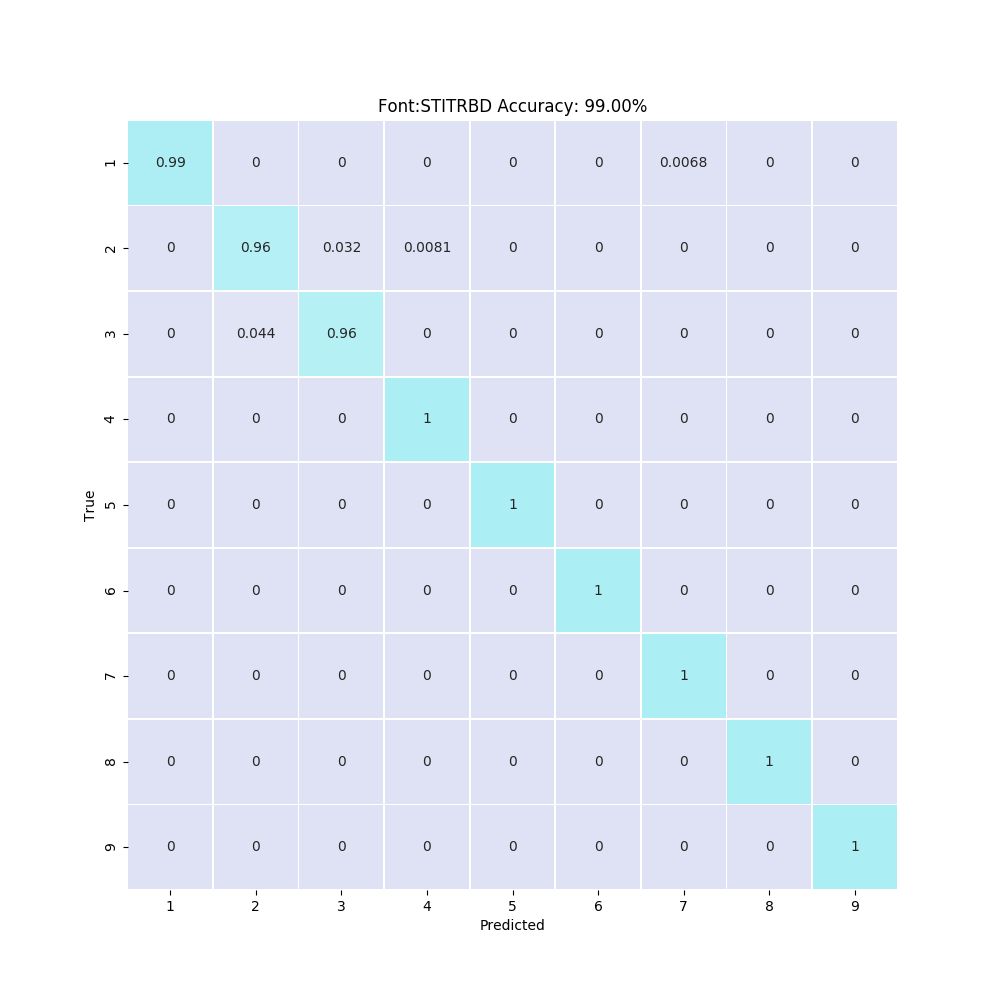 Font:STITRBD Accuracy: 99.00%
1 0.99 0 0 0 0 0 0.0068 0 0
2 0 0.96 0.032 0.0081 0 0 0 0 0
3 0 0.044 0.96 0 0 0 0 0 0
4 0 0 0 1 0 0 0 0 0
5 0 0 0 0 1 0 0 0 0
6 0 0 0 0 0 1 0 0 0
7 0 0 0 0 0 0 1 0 0
8 0 0 0 0 0 0 0 1 0
9 0 0 0 0 0 0 0 0 1
True
1 2 3 4 5 6 7 8 9
Predicted